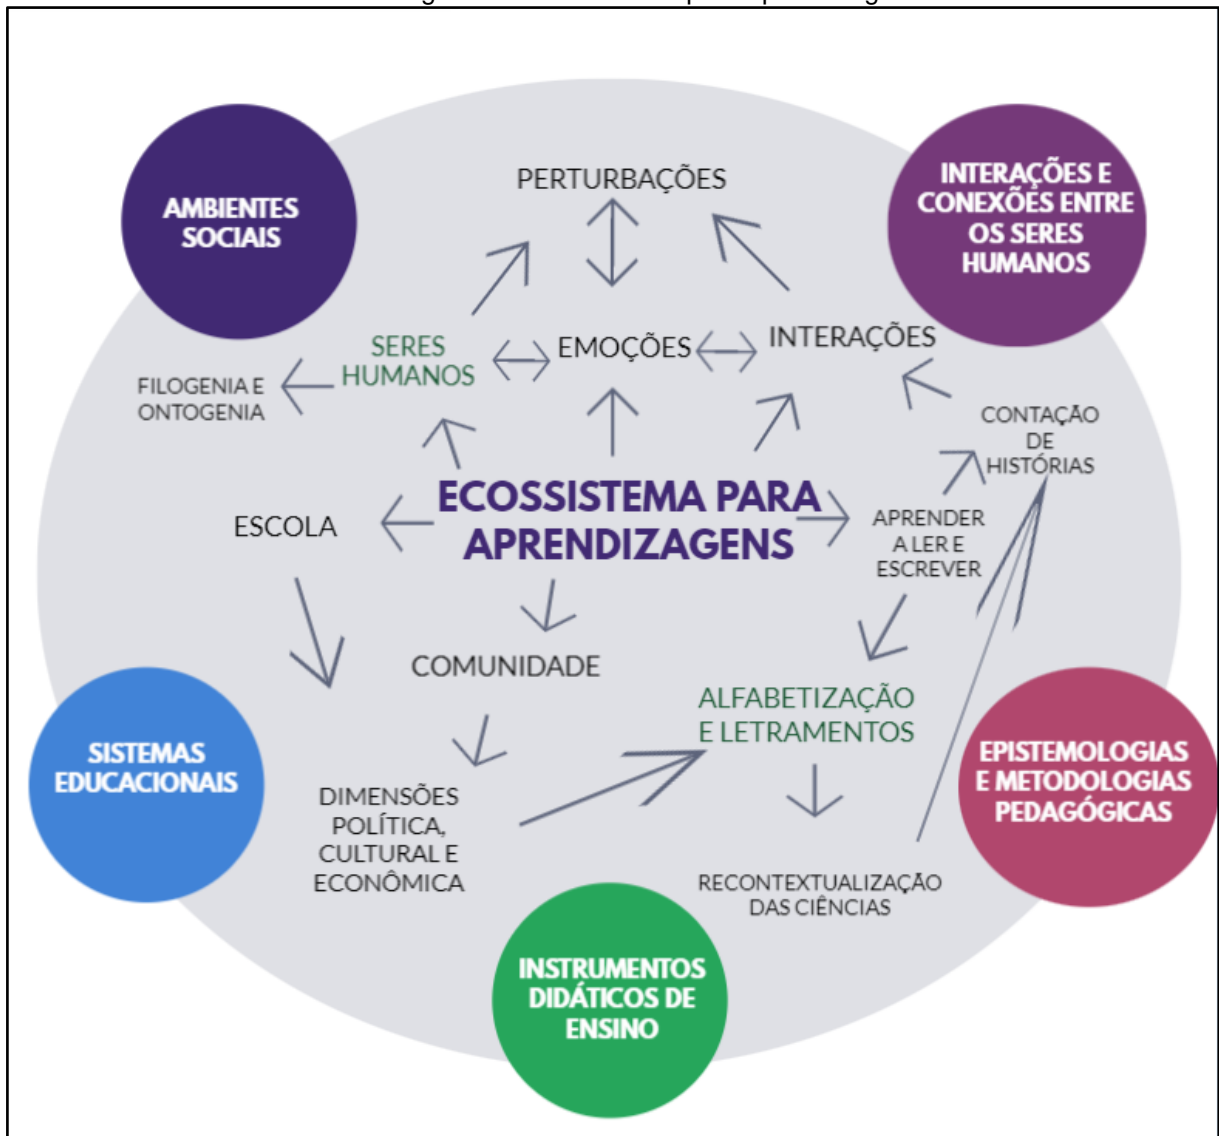 AMBIENTES
SOCIAIS
PERTURBAÇÕES
INTERAÇÕES E
CONEXÕES ENTRE
OS SERES
HUMANOS
SERES
HUMANOS
EMOÇÕES
INTERAÇÕES
FILOGENIA E
ONTOGENIA
CONTAÇÃO
DE
HISTÓRIAS
ECOSSISTEMA PARA
APRENDIZAGENS
ESCOLA
APRENDER
A LER E
ESCREVER
COMUNIDADE
ALFABETIZAÇÃO
E LETRAMENTOS
SISTEMAS
EDUCACIONAIS
EPISTEMOLOGIAS
E METODOLOGIAS
PEDAGÓGICAS
DIMENSÕES
POLÍTICA,
CULTURAL E
ECONÔMICA
RECONTEXTUALIZAÇÃO
DAS CIÊNCIAS
INSTRUMENTOS
DIDÁTICOS DE
ENSINO